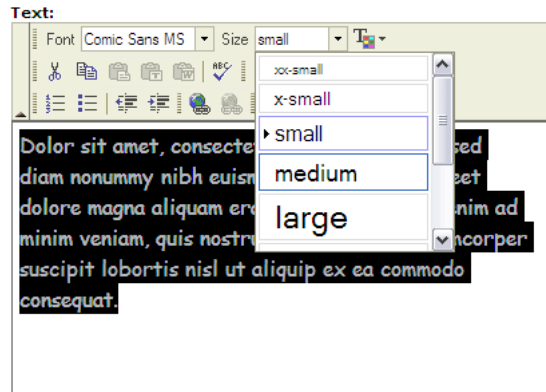 Text:
Font Comic Sans MS Size small
ABC
xx-small
x-small
small
medium
large
Dolor sit amet, consecte sed
diam nonummy nibh euism eet
dolore magna aliquam era nim ad
minim veniam, quis nostru mcorper
suscipit lobortis nisl ut aliquip ex ea commodo
consequat.